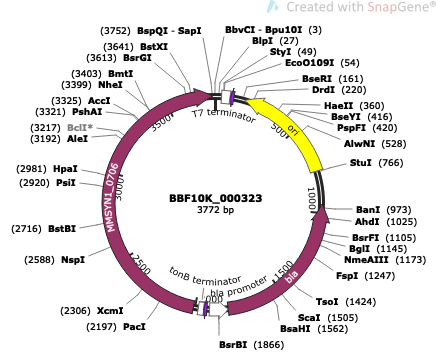 Created with SnapGene®
(3752) BspQI - SapI
(3641) BstXI
(3613) BsrGI
(3403) BmtI
(3399) NheI
(3325) AccI
(3321) PshAI
(3217) BclI*
(3192) AleI
(2981) HpaI
(2920) PsiI
(2716) BstBI
(2588) NspI
(2306) XcmI
(2197) PacI
BbvCI - Bpu10I (3)
BlpI (27)
StyI (49)
EcoO109I (54)
BseRI (161)
DrdI (220)
HaeII (360)
BseYI (416)
PspFI (420)
AlwNI (528)
StuI (766)
BanI (973)
AhdI (1025)
BsrFI (1105)
BglI (1145)
NmeAIII (1173)
FspI (1247)
TsoI (1424)
ScaI (1505)
BsaHI (1562)
BsrBI (1866)
T7 terminator
ori
500
1000
1500
2500
3000
3500
MMSYN1_0706
BBF10K_000323
3772 bp
tonB terminator
bla promoter
bla